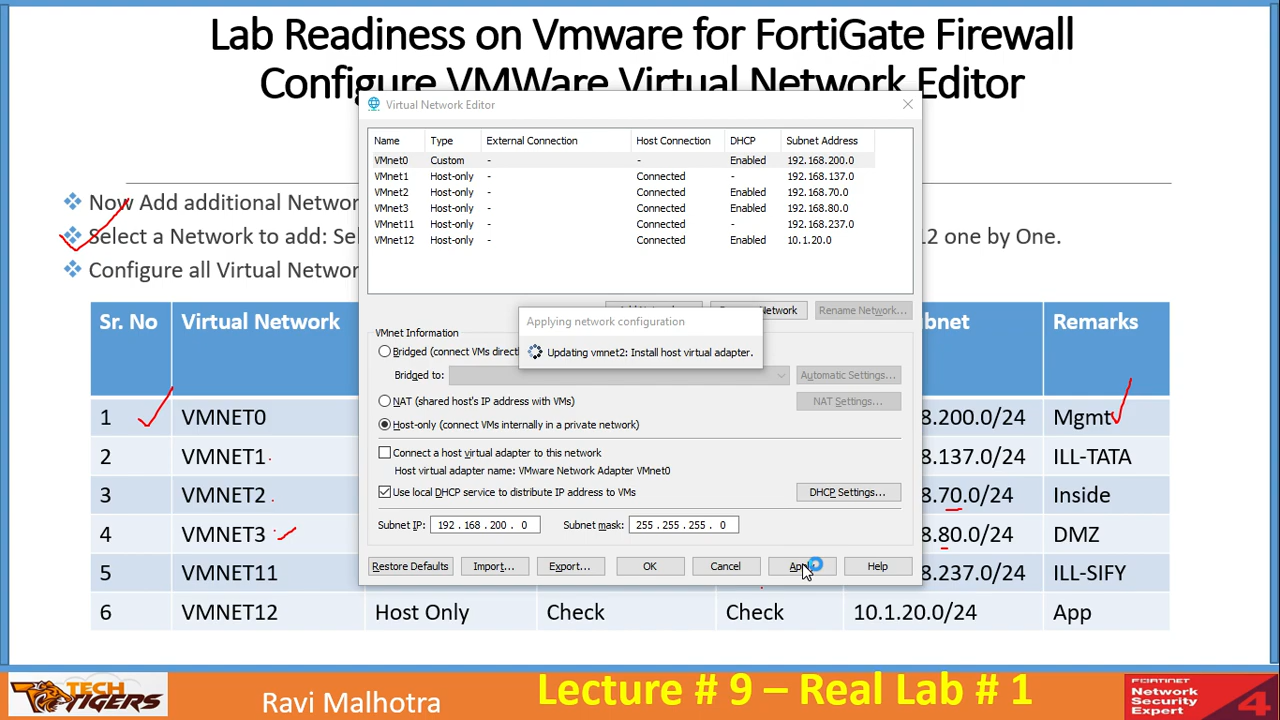 Lab Readiness on Vmware for FortiGate Firewall
Configure VMWare Virtual Network Editor
Virtual Network Editor
Name Type External Connection Host Connection DHCP Subnet Address
VMnet0 Custom - - Enabled 192.168.200.0
VMnet1 Host-only - Connected - 192.168.137.0
VMnet2 Host-only - Connected Enabled 192.168.70.0
VMnet3 Host-only - Connected Enabled 192.168.80.0
VMnet11 Host-only - Connected - 192.168.237.0
VMnet12 Host-only - Connected Enabled 10.1.20.0
Now Add additional Networ
Select a Network to add: Sel
12 one by One.
Configure all Virtual Networ
Rename Network...
Applying network configuration
Updating vmnet2: Install host virtual adapter.
VMnet Information
Bridged (connect VMs direct
Bridged to: Automatic Settings...
NAT (shared host's IP address with VMs) NAT Settings...
Host-only (connect VMs internally in a private network)
Connect a host virtual adapter to this network
Host virtual adapter name: VMware Network Adapter VMnet0
Use local DHCP service to distribute IP address to VMs DHCP Settings...
Subnet IP: 192 . 168 . 200 . 0 Subnet mask: 255 . 255 . 255 . 0
Restore Defaults Import... Export... OK Cancel Help
Sr. No Virtual Network bnet Remarks
1 VMNET0 8.200.0/24 Mgmt
2 VMNET1 8.137.0/24 ILL-TATA
3 VMNET2 8.70.0/24 Inside
4 VMNET3 8.80.0/24 DMZ
5 VMNET11 8.237.0/24 ILL-SIFY
6 VMNET12 Host Only Check Check 10.1.20.0/24 App
TECH
TIGERS
Ravi Malhotra
Lecture # 9 – Real Lab # 1
FORTINET
Network
Security
Expert
4